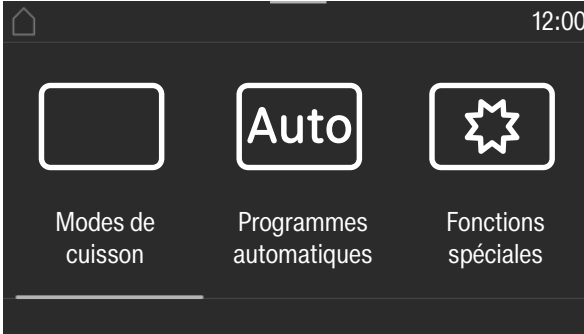 12:00
Auto
Modes de
cuisson
Programmes
automatiques
Fonctions
spéciales